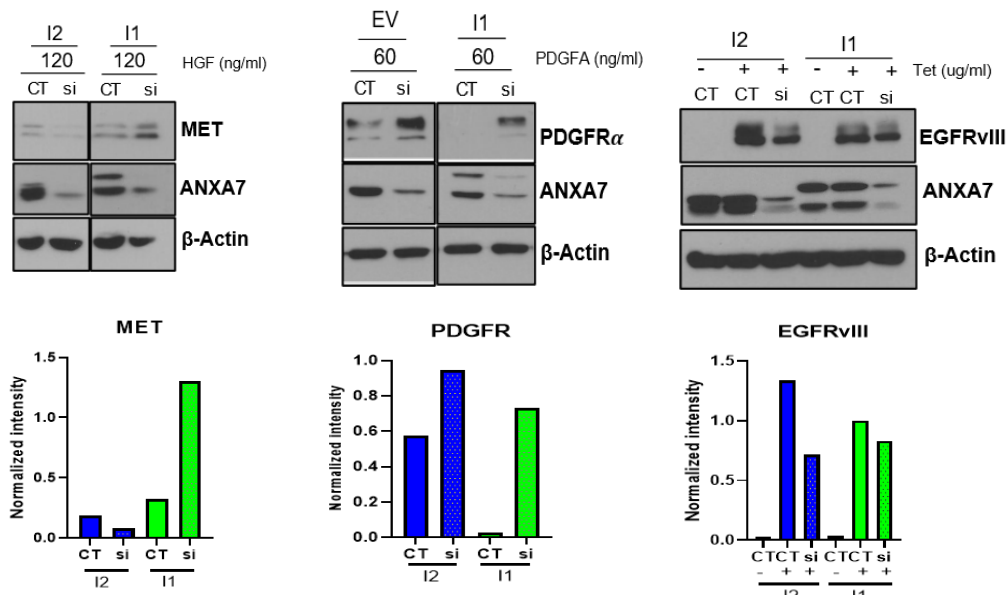 I2 I1
120 120 HGF (ng/ml)
CT si CT si
MET
ANXA7
β-Actin
EV I1
60 60 PDGFA (ng/ml)
CT si CT si
PDGFRα
ANXA7
β-Actin
I2 I1
- + + - + + Tet (ug/ml)
CT CT si CT CT si
EGFRvIII
ANXA7
β-Actin
MET
Normalized intensity
1.5
1.0
0.5
0.0
CT si CT si
I2 I1
PDGFR
Normalized intensity
1.0
0.8
0.6
0.4
0.2
0.0
CT si CT si
I2 I1
EGFRvIII
Normalized intensity
1.5
1.0
0.5
0.0
CT CT si CT CT si
- + + - + +
I2 I1